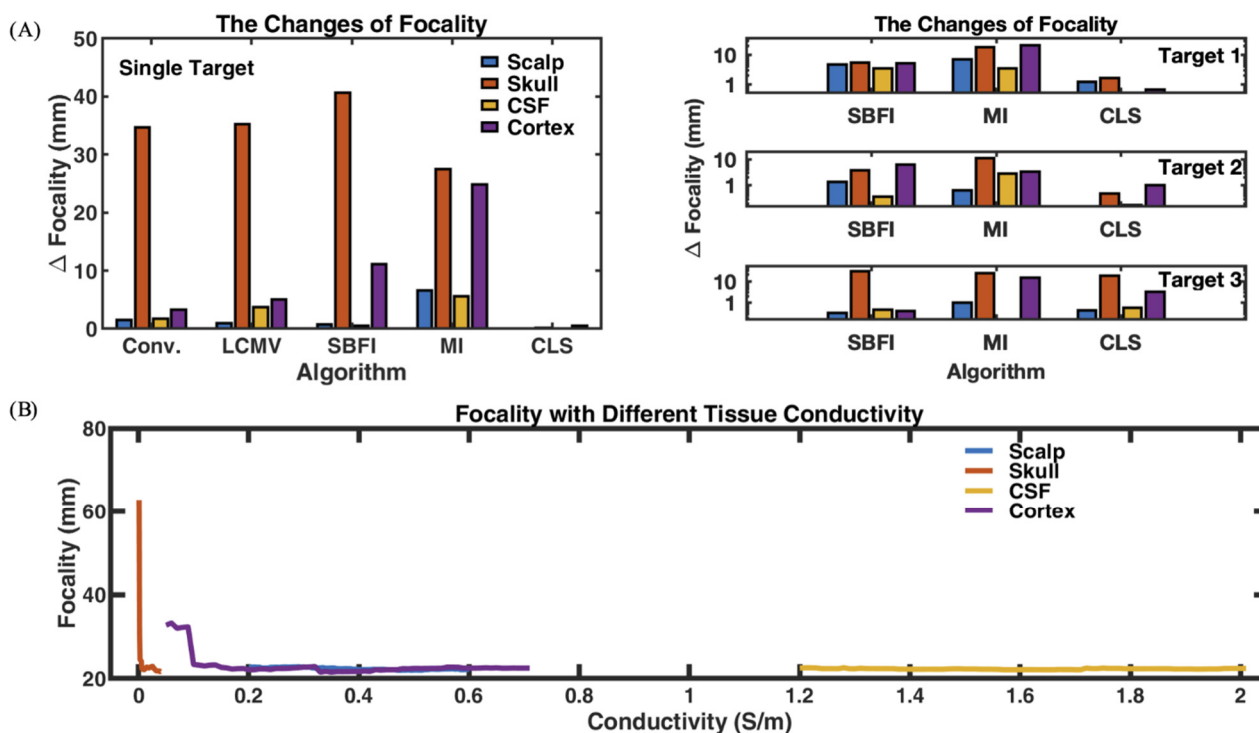 (A)
The Changes of Focality
50
40
30
20
10
0
Δ Focality (mm)
Single Target
Scalp
Skull
CSF
Cortex
Conv. LCMV SBFI MI CLS
Algorithm
The Changes of Focality
Δ Focality (mm)
10
1
Target 1
SBFI MI CLS
10
1
Target 2
SBFI MI CLS
10
1
Target 3
SBFI MI CLS
Algorithm
(B)
Focality with Different Tissue Conductivity
80
60
40
20
Focality (mm)
Scalp
Skull
CSF
Cortex
0 0.2 0.4 0.6 0.8 1 1.2 1.4 1.6 1.8 2
Conductivity (S/m)